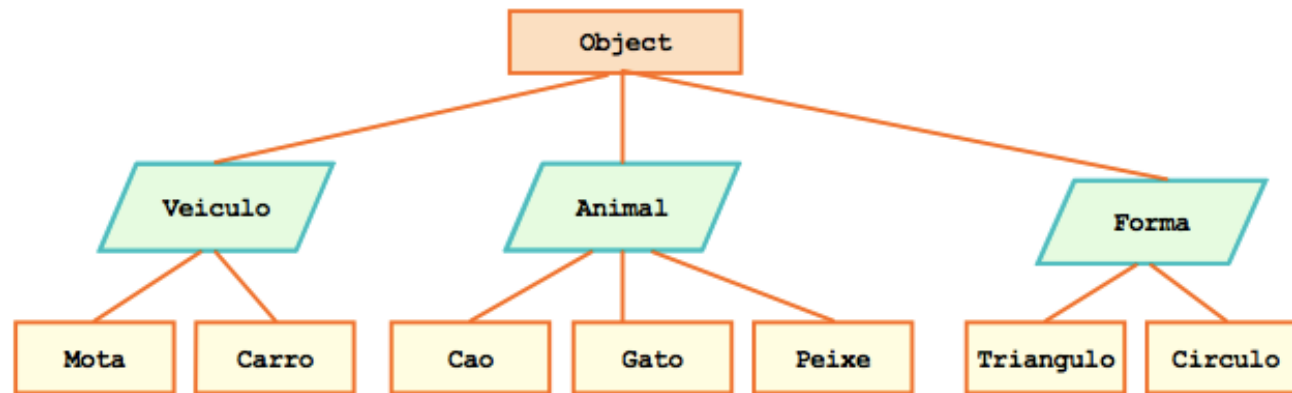 Object
Veiculo
Animal
Forma
Mota
Carro
Cao
Gato
Peixe
Triangulo
Circulo